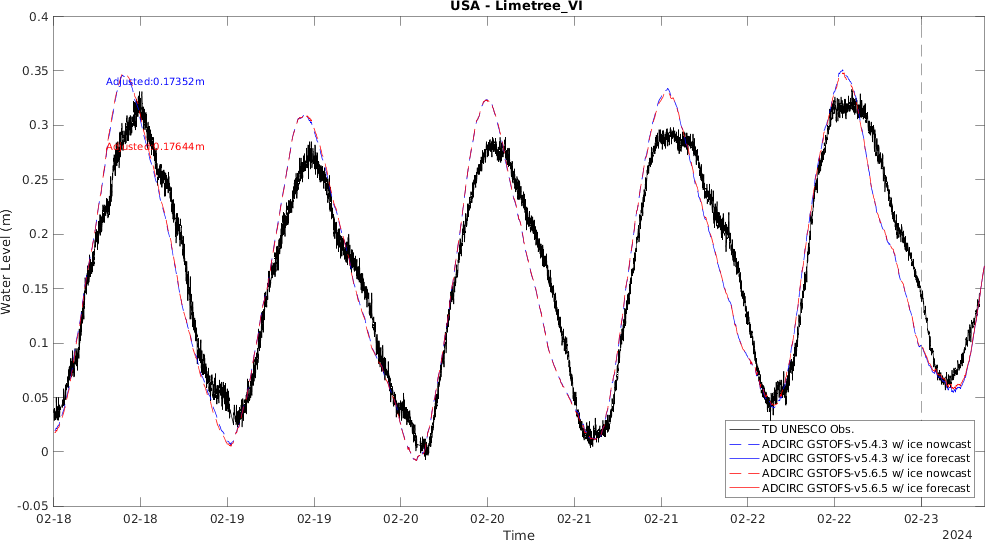 USA - Limetree_VI
0.4
0.35
0.3
0.25
0.2
0.15
0.1
0.05
0
-0.05
Water Level (m)
Adjusted:0.17352m
Adjusted:0.17644m
TD UNESCO Obs.
ADCIRC GSTOFS-v5.4.3 w/ ice nowcast
ADCIRC GSTOFS-v5.4.3 w/ ice forecast
ADCIRC GSTOFS-v5.6.5 w/ ice nowcast
ADCIRC GSTOFS-v5.6.5 w/ ice forecast
02-18 02-18 02-19 02-19 02-20 02-20 02-21 02-21 02-22 02-22 02-23
Time
2024